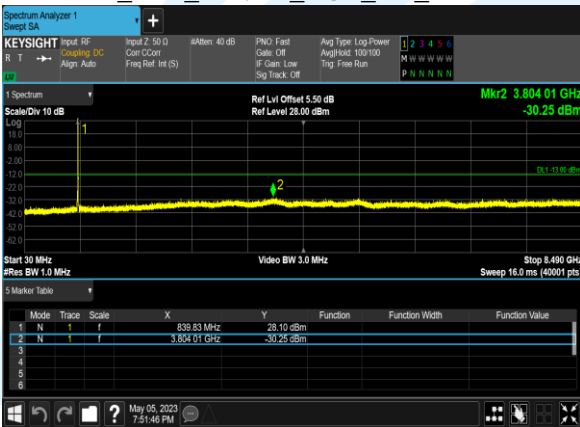 Spectrum Analyzer 1
Swept SA
+
KEYSIGHT
R T
LV
Input: RF
Coupling: DC
Align: Auto
Input Z: 50 Ω
Corr CCorr
Freq Ref: Int (S)
#Atten: 40 dB
PNO: Fast
Gate: Off
IF Gain: Low
Sig Track: Off
Avg Type: Log-Power
Avg|Hold: 100/100
Trig: Free Run
1 2 3 4 5 6
M W W W W W
P N N N N N
1 Spectrum
Scale/Div 10 dB
Ref Lvl Offset 5.50 dB
Ref Level 28.00 dBm
Mkr2 3.804 01 GHz
-30.25 dBm
Log
18.0
8.00
-2.00
-12.0
-22.0
-32.0
-42.0
-52.0
-62.0
1
2
DL1 -13.00 dBm
Start 30 MHz
#Res BW 1.0 MHz
Video BW 3.0 MHz
Stop 8.490 GHz
Sweep 16.0 ms (40001 pts)
5 Marker Table
Mode Trace Scale X Y Function Function Width Function Value
1 N 1 f 839.83 MHz 28.10 dBm
2 N 1 f 3.804 01 GHz -30.25 dBm
3
4
5
6
?
May 05, 2023
7:51:46 PM